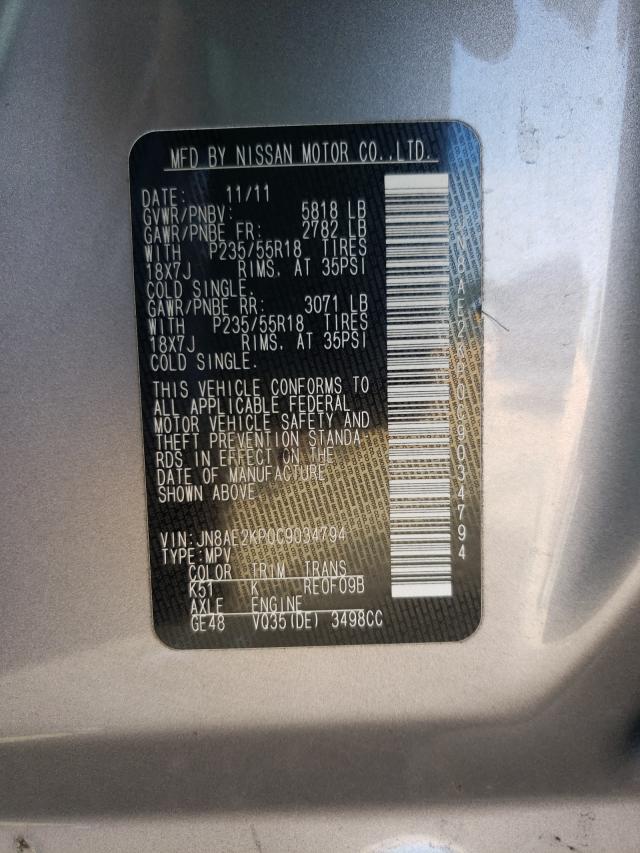 MFD BY NISSAN MOTOR CO.,LTD.
DATE: 11/11
GVWR/PNBV: 5818 LB
GAWR/PNBE FR: 2782 LB
WITH P235/55R18 TIRES
18X7J RIMS. AT 35PSI
COLD SINGLE.
GAWR/PNBE RR: 3071 LB
WITH P235/55R18 TIRES
18X7J RIMS. AT 35PSI
COLD SINGLE.
THIS VEHICLE CONFORMS TO
ALL APPLICABLE FEDERAL
MOTOR VEHICLE SAFETY AND
THEFT PREVENTION STANDA
RDS IN EFFECT ON THE
DATE OF MANUFACTURE
SHOWN ABOVE.
VIN:JN8AE2KP0C9034794
TYPE:MPV
COLOR TRIM TRANS
K51 K RE0F09B
AXLE ENGINE
GE48 VQ35(DE) 3498CC
JN8AE2KP0C9034794